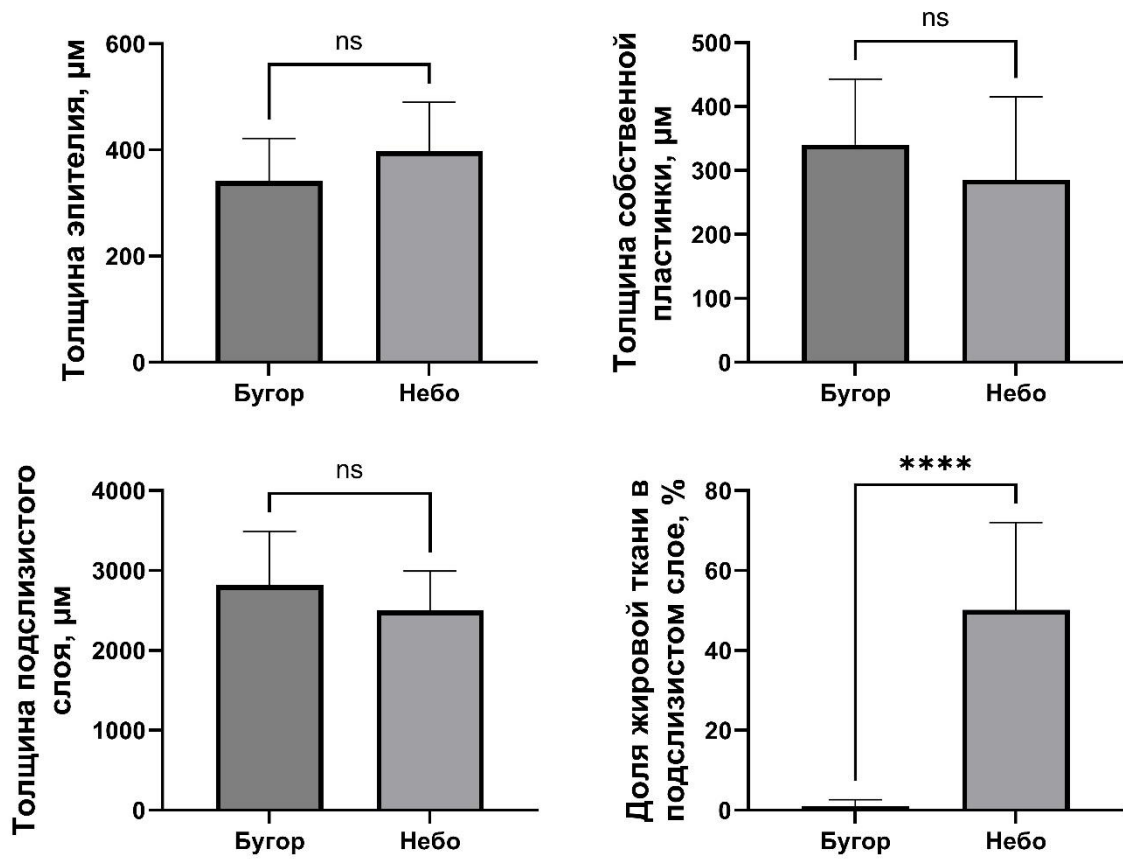 Толщина эпителия, µм
600
400
200
0
ns
Бугор
Небо
Толщина собственной
пластинки, µм
500
400
300
200
100
0
ns
Бугор
Небо
Толщина подслизистого
слоя, µм
4000
3000
2000
1000
0
ns
Бугор
Небо
Доля жировой ткани в
подслизистом слое, %
80
60
40
20
0
****
Бугор
Небо